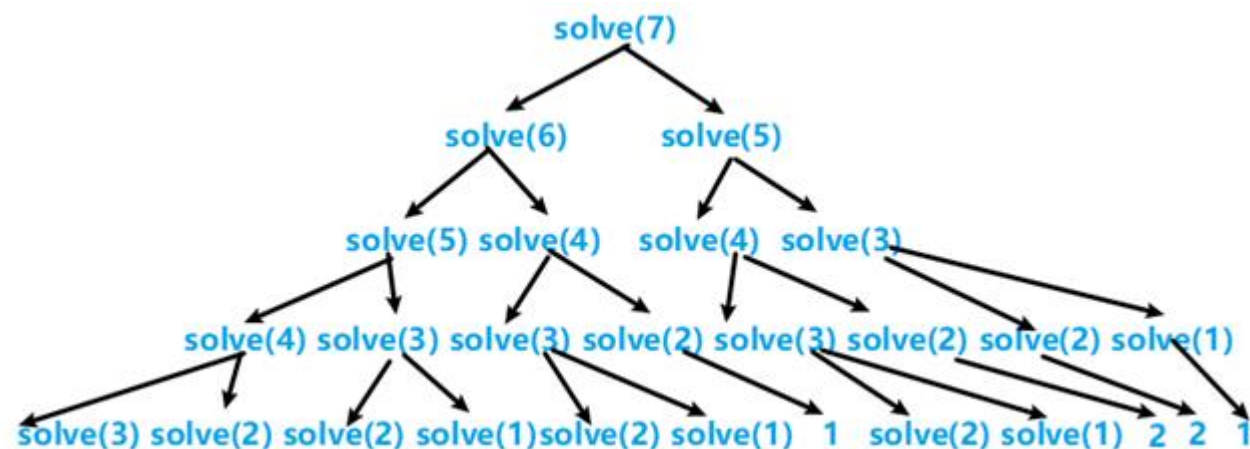 solve(7)
solve(6) solve(5)
solve(5) solve(4) solve(4) solve(3)
solve(4) solve(3) solve(3) solve(2) solve(3) solve(2) solve(2) solve(1)
solve(3) solve(2) solve(2) solve(1) solve(2) solve(1) 1 solve(2) solve(1) 2 2 1